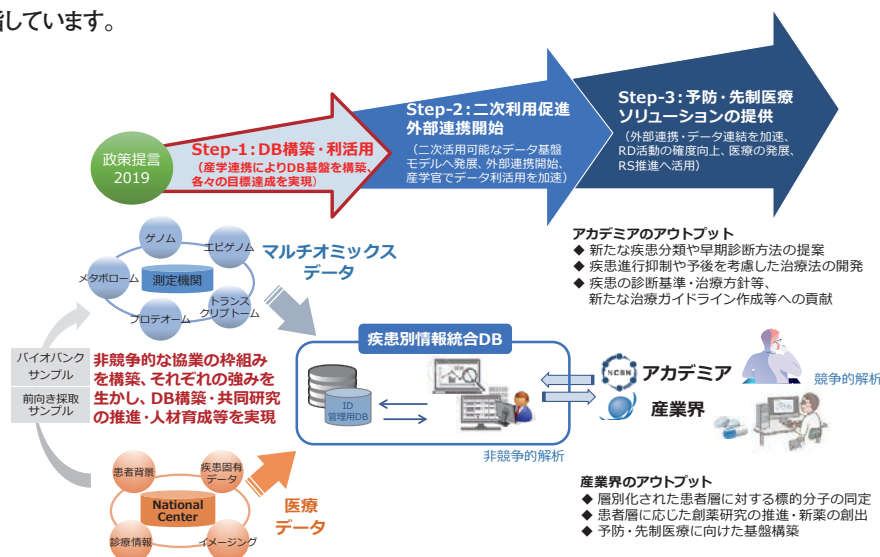 指しています。
政策提言
2019
Step-1：DB構築・利活用
（産学連携によりDB基盤を構築、
各々の目標達成を実現）
Step-2：二次利用促進
外部連携開始
（二次活用可能なデータ基盤
モデルへ発展、外部連携開始、
産学官でデータ利活用を加速）
Step-3：予防・先制医療
ソリューションの提供
（外部連携・データ連結を加速、
RD活動の確度向上、医療の発展、
RS推進へ活用）
ゲノム
エピゲノム
メタボローム
測定機関
プロテオーム
トランス
クリプトーム
マルチオミックス
データ
アカデミアのアウトプット
◆ 新たな疾患分類や早期診断方法の提案
◆ 疾患進行抑制や予後を考慮した治療法の開発
◆ 疾患の診断基準・治療方針等、
新たな治療ガイドライン作成等への貢献
バイオバンク
サンプル
前向き採取
サンプル
非競争的な協業の枠組み
を構築、それぞれの強みを
生かし、DB構築・共同研究
の推進・人材育成等を実現
疾患別情報統合DB
ID
管理用DB
非競争的解析
NCBN
アカデミア
産業界
競争的解析
患者背景
疾患固有
データ
National
Center
診療情報
イメージング
医療
データ
産業界のアウトプット
◆ 層別化された患者層に対する標的分子の同定
◆ 患者層に応じた創薬研究の推進・新薬の創出
◆ 予防・先制医療に向けた基盤構築